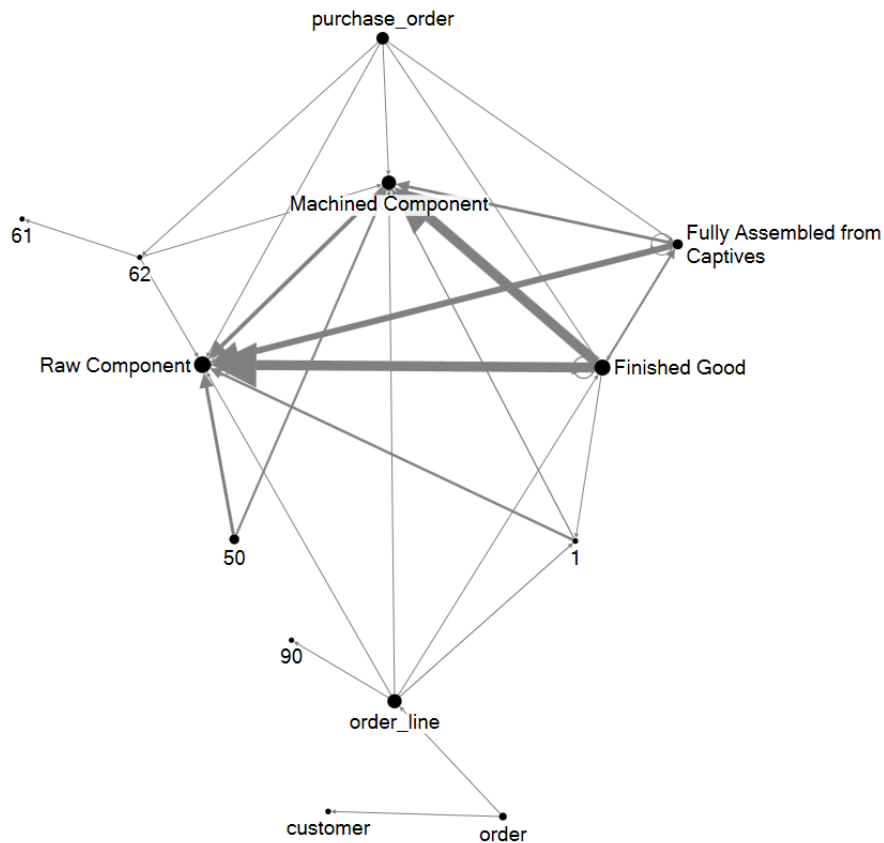 purchase_order
Machined Component
Fully Assembled from
Captives
61
62
Raw Component
Finished Good
50
1
90
order_line
customer
order